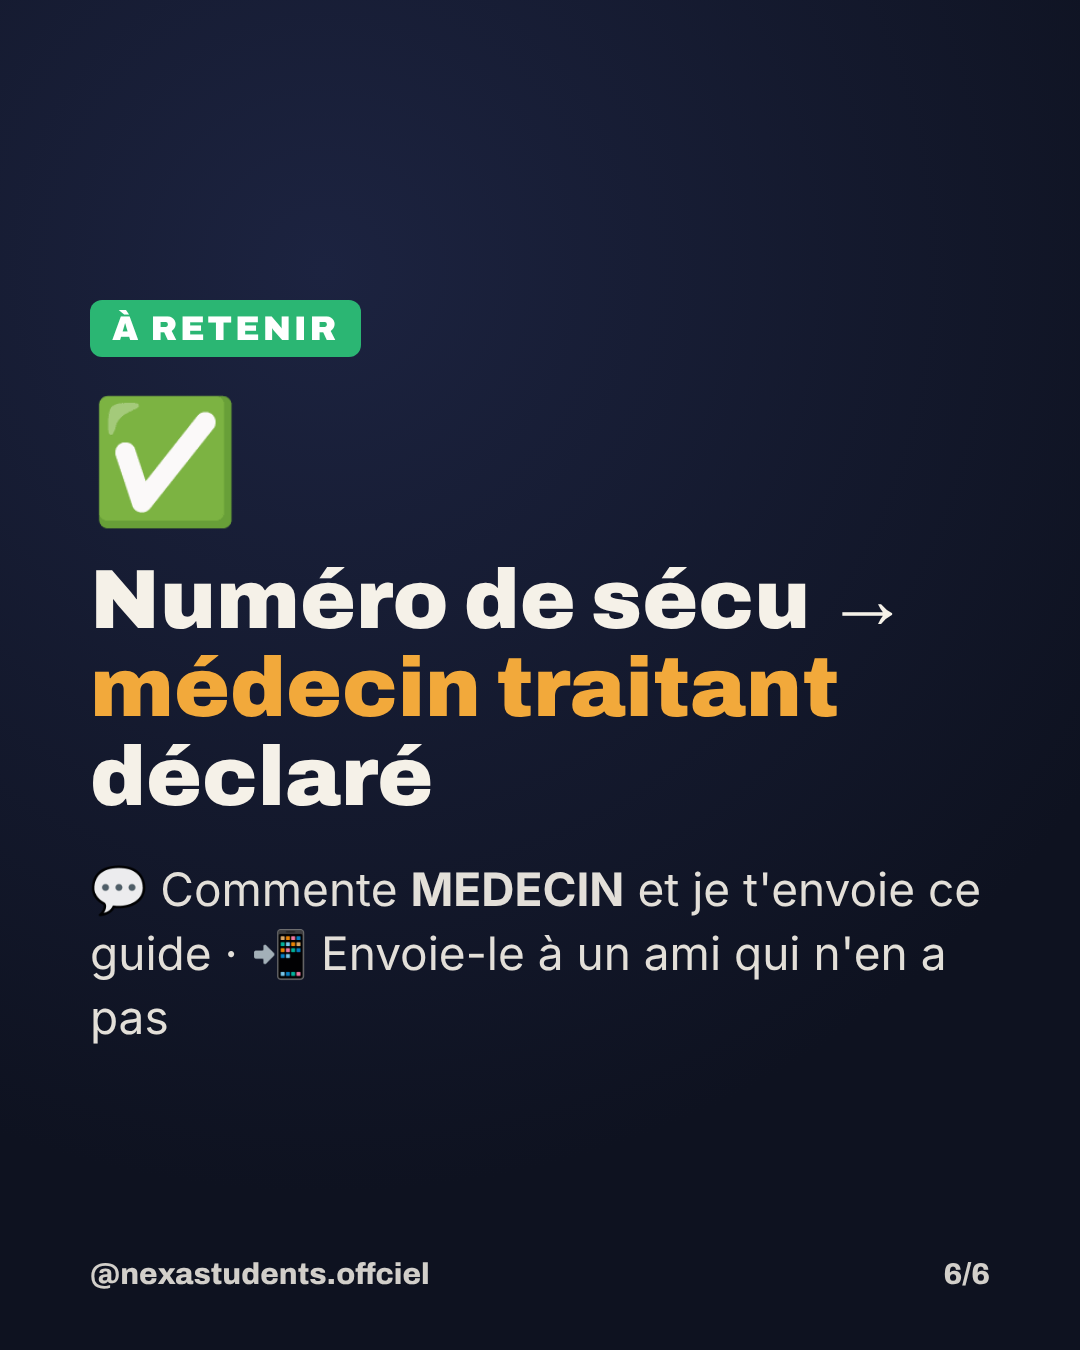 À RETENIR
✅
Numéro de sécu →
médecin traitant
déclaré
💬 Commente MEDECIN et je t'envoie ce
guide · 📲 Envoie-le à un ami qui n'en a
pas
@nexastudents.offciel
6/6